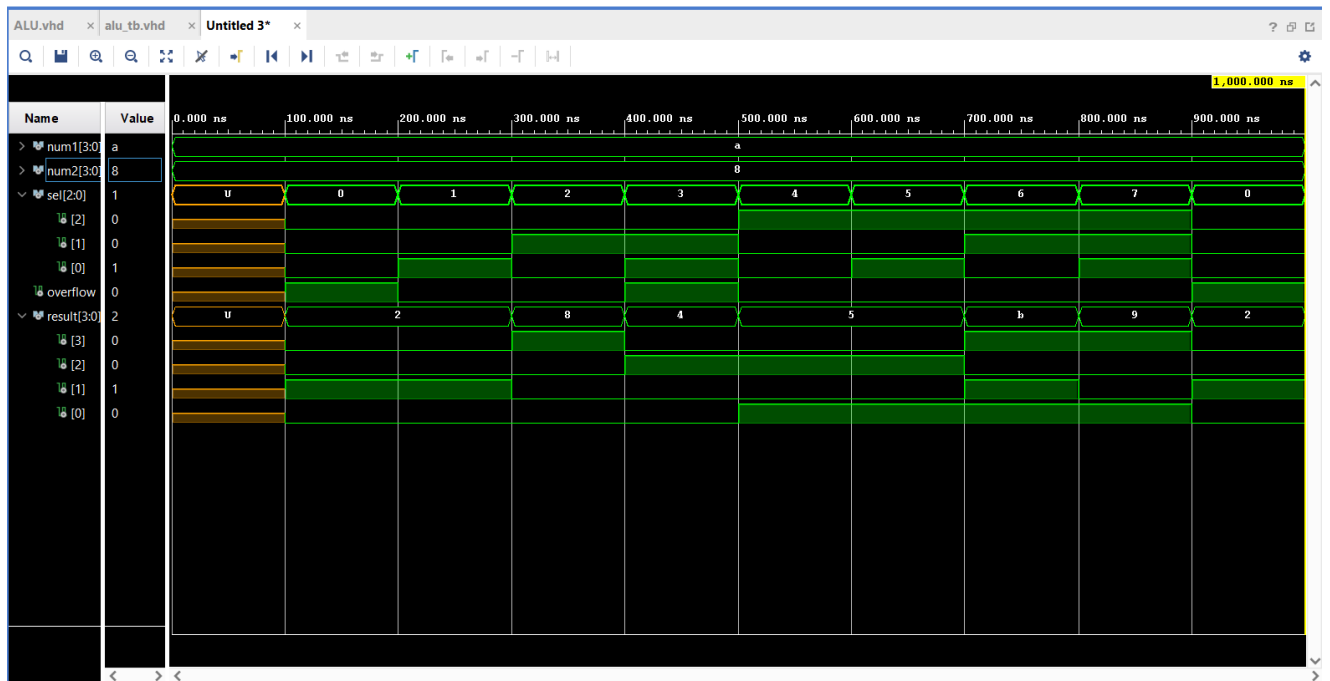 ALU.vhd × alu_tb.vhd × Untitled 3* ×
1,000.000 ns
Name Value 0.000 ns 100.000 ns 200.000 ns 300.000 ns 400.000 ns 500.000 ns 600.000 ns 700.000 ns 800.000 ns 900.000 ns
num1[3:0] a a
num2[3:0] 8 8
sel[2:0] 1 U 0 1 2 3 4 5 6 7 0
[2] 0
[1] 0
[0] 1
overflow 0
result[3:0] 2 U 2 8 4 5 b 9 2
[3] 0
[2] 0
[1] 1
[0] 0